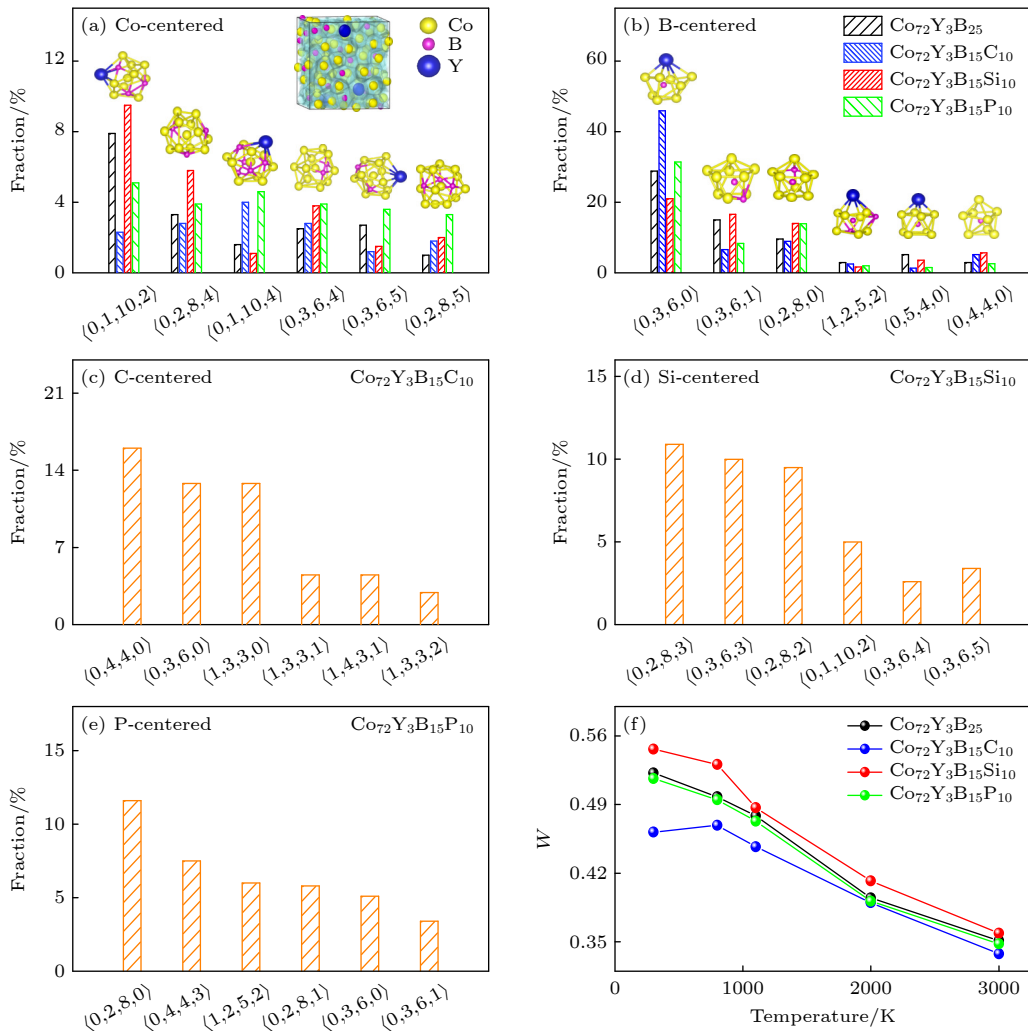 (a) Co-centered
Co
B
Y
Fraction/%
12
8
4
0
⟨0,1,10,2⟩
⟨0,2,8,4⟩
⟨0,1,10,4⟩
⟨0,3,6,4⟩
⟨0,3,6,5⟩
⟨0,2,8,5⟩
(b) B-centered
Co72Y3B25
Co72Y3B15C10
Co72Y3B15Si10
Co72Y3B15P10
Fraction/%
60
40
20
0
⟨0,3,6,0⟩
⟨0,3,6,1⟩
⟨0,2,8,0⟩
⟨1,2,5,2⟩
⟨0,5,4,0⟩
⟨0,4,4,0⟩
(c) C-centered
Co72Y3B15C10
Fraction/%
21
14
7
0
⟨0,4,4,0⟩
⟨0,3,6,0⟩
⟨1,3,3,0⟩
⟨1,3,3,1⟩
⟨1,4,3,1⟩
⟨1,3,3,2⟩
(d) Si-centered
Co72Y3B15Si10
Fraction/%
15
10
5
0
⟨0,2,8,3⟩
⟨0,3,6,3⟩
⟨0,2,8,2⟩
⟨0,1,10,2⟩
⟨0,3,6,4⟩
⟨0,3,6,5⟩
(e) P-centered
Co72Y3B15P10
Fraction/%
15
10
5
0
⟨0,2,8,0⟩
⟨0,4,4,3⟩
⟨1,2,5,2⟩
⟨0,2,8,1⟩
⟨0,3,6,0⟩
⟨0,3,6,1⟩
(f)
Co72Y3B25
Co72Y3B15C10
Co72Y3B15Si10
Co72Y3B15P10
W
0.56
0.49
0.42
0.35
0
1000
2000
3000
Temperature/K